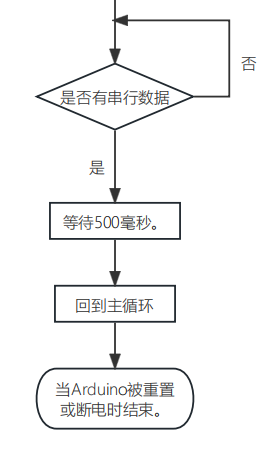 否
是否有串行数据
是
等待500毫秒。
回到主循环
当Arduino被重置
或断电时结束。